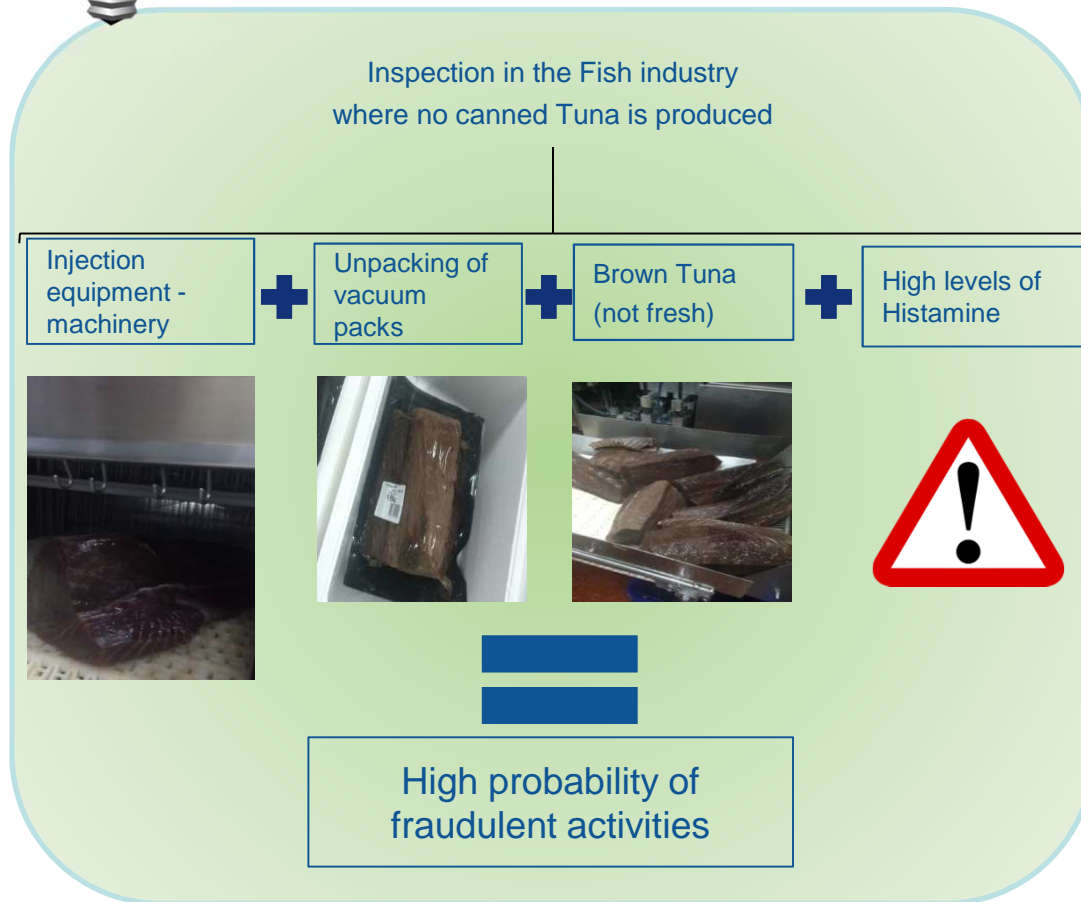 Inspection in the Fish industry
where no canned Tuna is produced
Injection
equipment -
machinery
Unpacking of
vacuum
packs
Brown Tuna
(not fresh)
High levels of
Histamine
High probability of
fraudulent activities